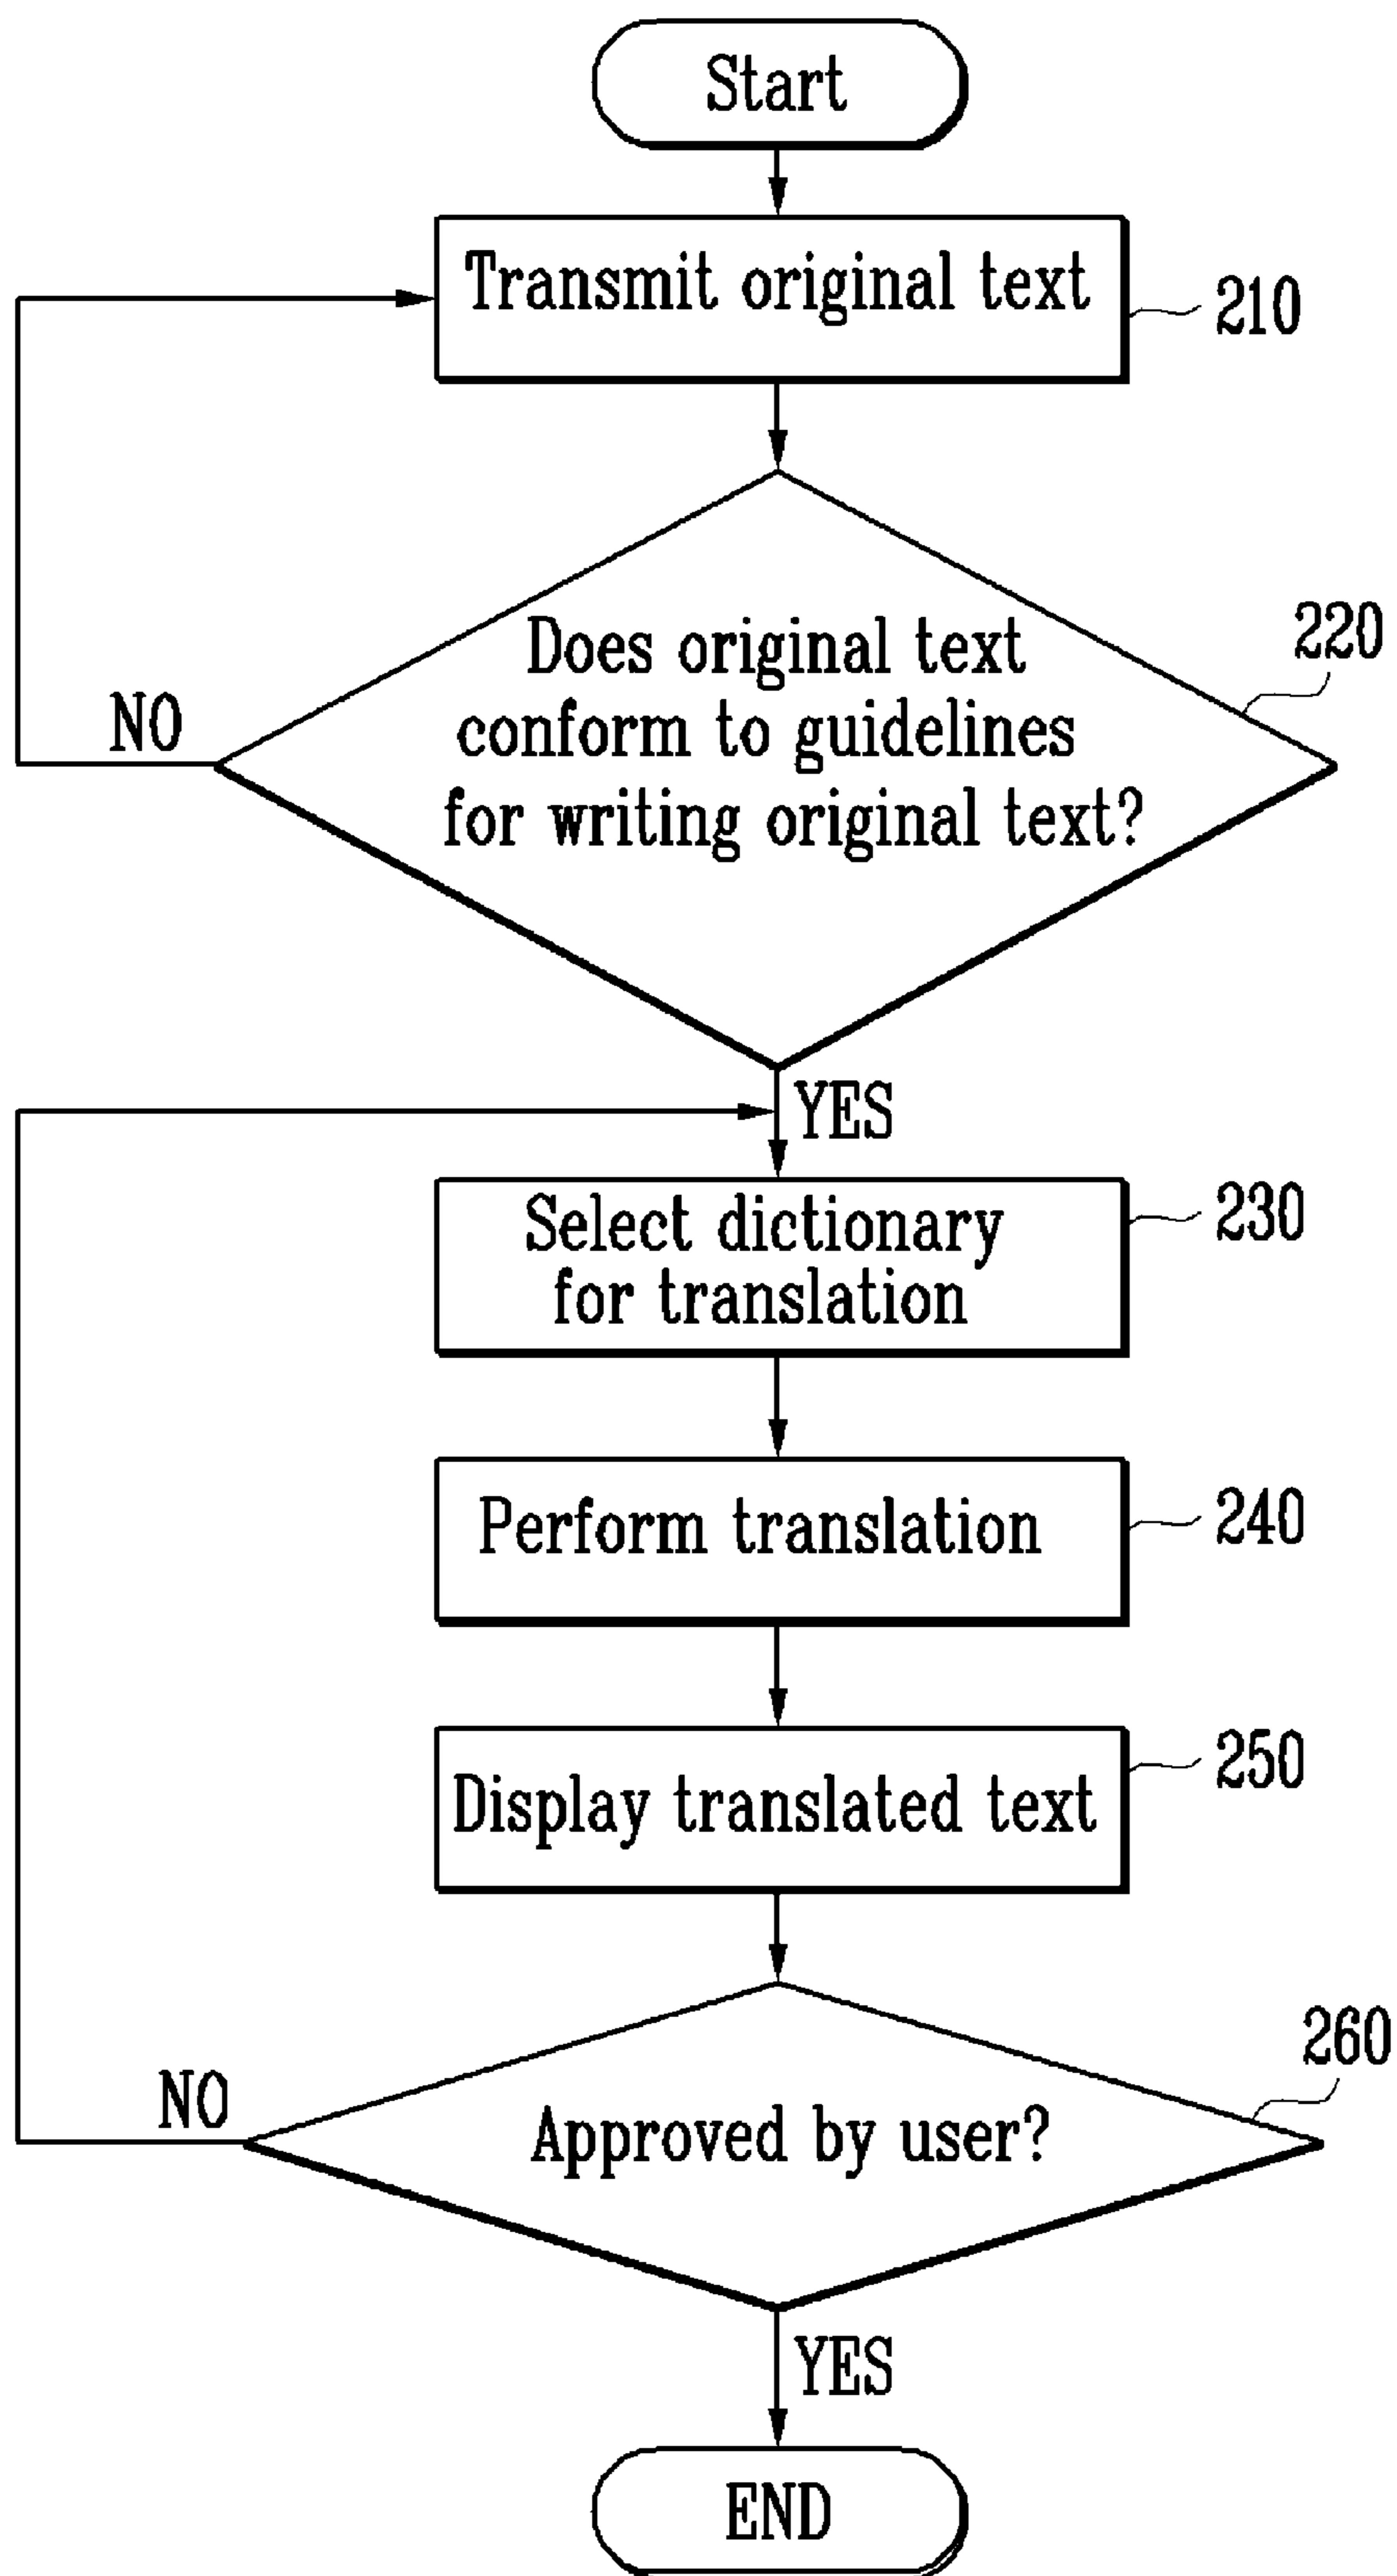 Start
Transmit original text
210
Does original text
conform to guidelines
for writing original text?
220
NO
YES
Select dictionary
for translation
230
Perform translation
240
Display translated text
250
Approved by user?
260
NO
YES
END